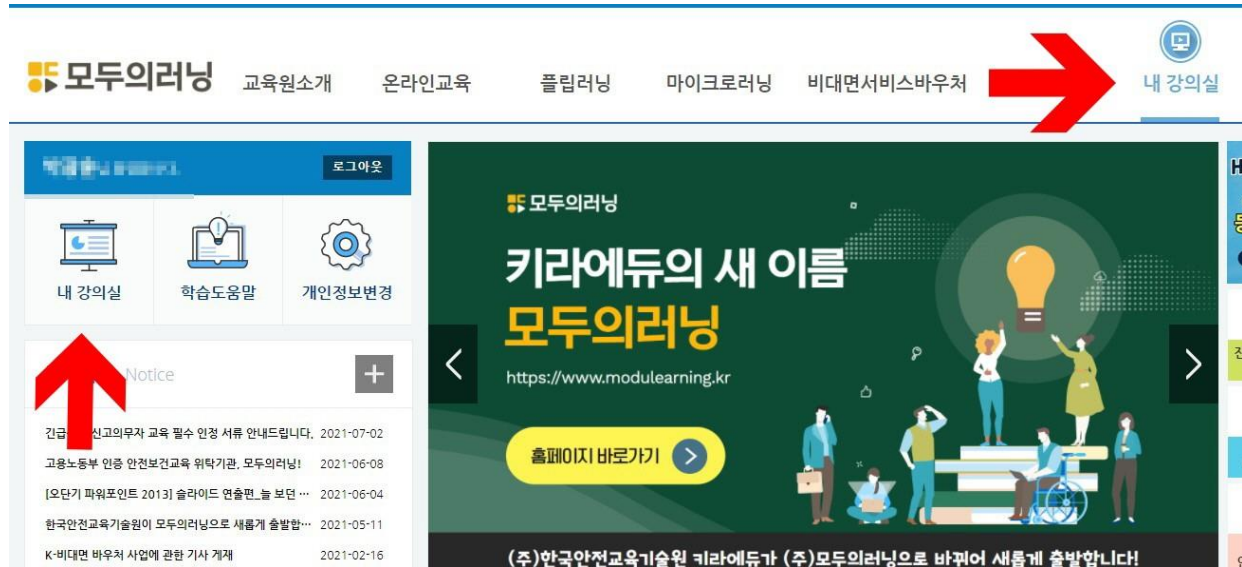 모두의러닝 교육원소개 온라인교육 플립러닝 마이크로러닝 비대면서비스바우처 내 강의실
로그아웃
내 강의실 학습도움말 개인정보변경
Notice
긴급 신고의무자 교육 필수 인정 서류 안내드립니다. 2021-07-02
고용노동부 인증 안전보건교육 위탁기관, 모두의러닝! 2021-06-08
[오단기 파워포인트 2013] 슬라이드 연출편_늘 보던 … 2021-06-04
한국안전교육기술원이 모두의러닝으로 새롭게 출발합… 2021-05-11
K-비대면 바우처 사업에 관한 기사 게재 2021-02-16
모두의러닝
키라에듀의 새 이름
모두의러닝
https://www.modulearning.kr
홈페이지 바로가기
(주)한국안전교육기술원 키라에듀가 (주)모두의러닝으로 바뀌어 새롭게 출발합니다!